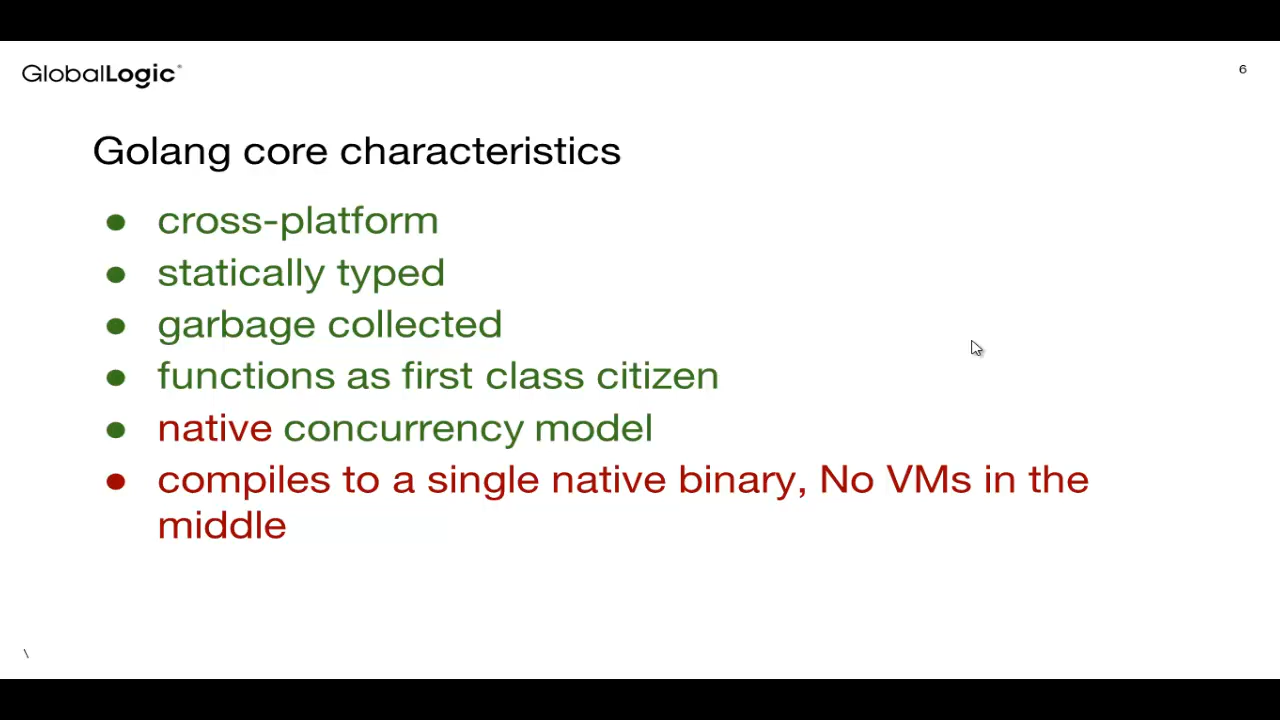 GlobalLogic®
6
Golang core characteristics
● cross-platform
● statically typed
● garbage collected
● functions as first class citizen
● native concurrency model
● compiles to a single native binary, No VMs in the
middle
\